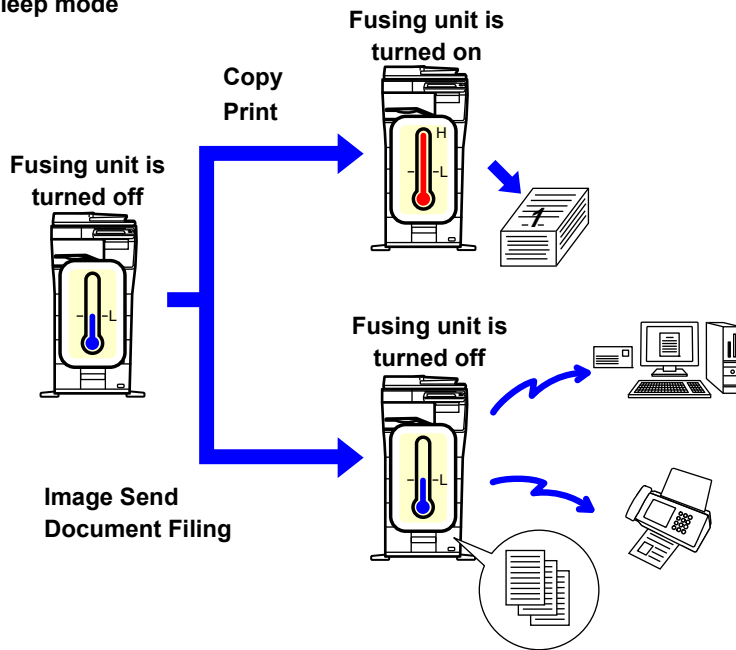 leep mode
Fusing unit is
turned on
Copy
Print
H
-L
Fusing unit is
turned off
-L
1
Fusing unit is
turned off
-L
Image Send
Document Filing